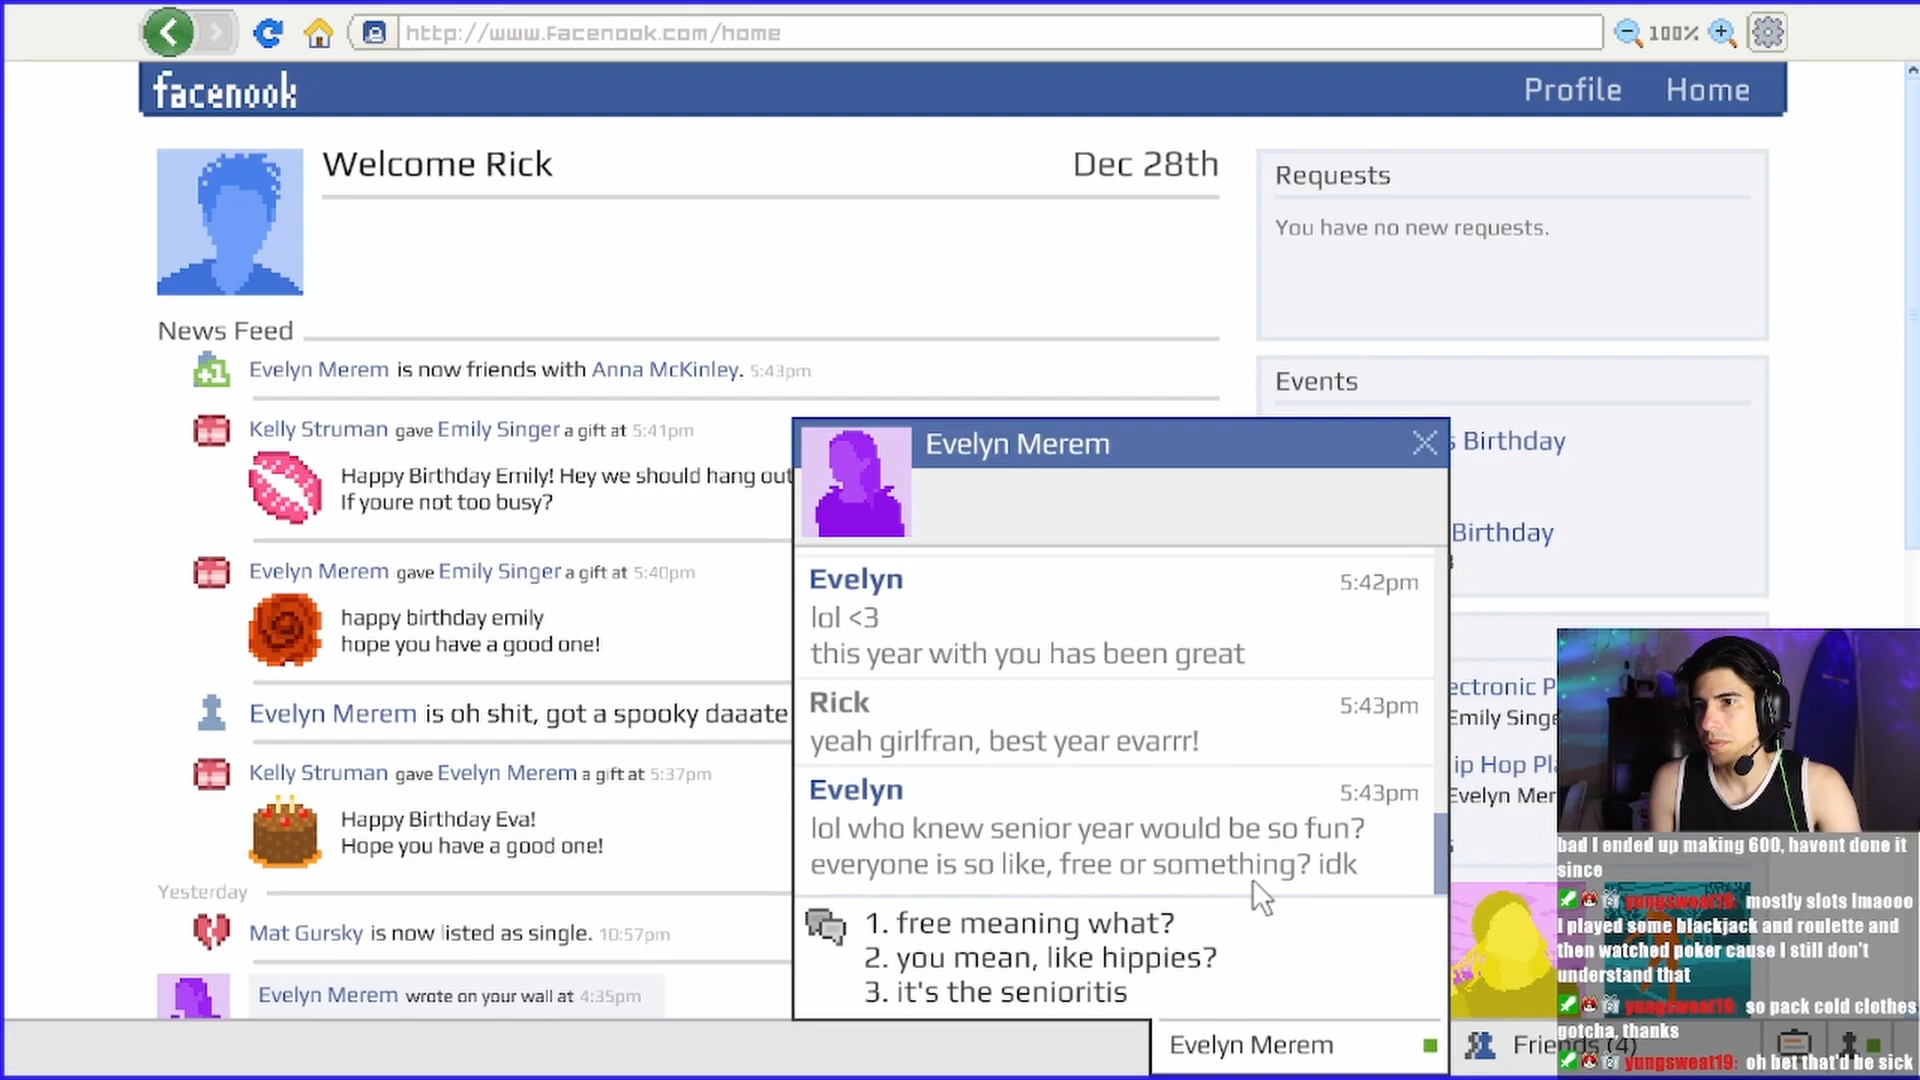 http://www.Facenook.com/home
100%
facenook
Profile
Home
Welcome Rick
Dec 28th
Requests
You have no new requests.
News Feed
Evelyn Merem is now friends with Anna McKinley. 5:43pm
Kelly Struman gave Emily Singer a gift at 5:41pm
Happy Birthday Emily! Hey we should hang out
If youre not too busy?
Evelyn Merem gave Emily Singer a gift at 5:40pm
happy birthday emily
hope you have a good one!
Evelyn Merem is oh shit, got a spooky daaate
Kelly Struman gave Evelyn Merem a gift at 5:37pm
Happy Birthday Eva!
Hope you have a good one!
Yesterday
Mat Gursky is now listed as single. 10:57pm
Evelyn Merem wrote on your wall at 4:35pm
Events
s Birthday
Birthday
ectronic P
Emily Singe
ip Hop Pla
Evelyn Mer
Evelyn Merem
Evelyn 5:42pm
lol <3
this year with you has been great
Rick 5:43pm
yeah girlfran, best year evarrr!
Evelyn 5:43pm
lol who knew senior year would be so fun?
everyone is so like, free or something? idk
1. free meaning what?
2. you mean, like hippies?
3. it's the senioritis
Evelyn Merem
Friends (4)
bad I ended up making 600, havent done it
since
yungsweat19: mostly slots lmaooo
I played some blackjack and roulette and
then watched poker cause I still don't
understand that
yungsweat19: so pack cold clothes
gotcha, thanks
yungsweat19: oh bet that'd be sick